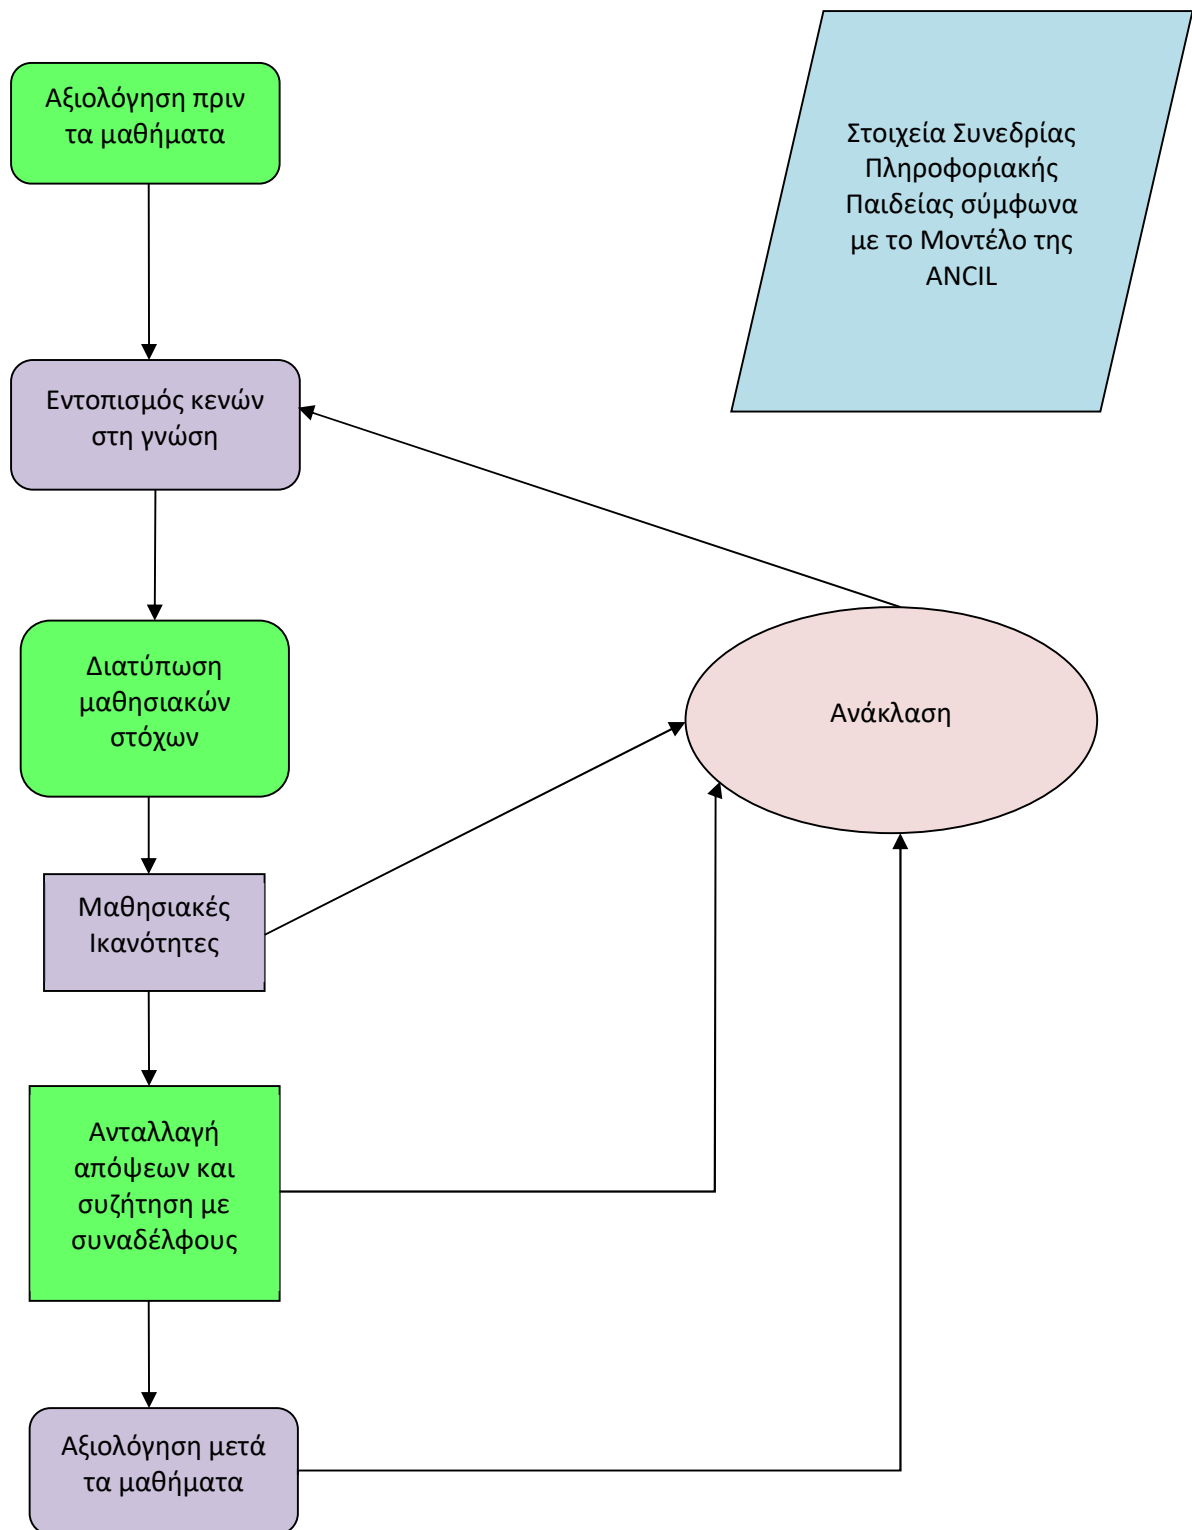 Αξιολόγηση πριν
τα μαθήματα
Στοιχεία Συνεδρίας
Πληροφοριακής
Παιδείας σύμφωνα
με το Μοντέλο της
ANCIL
Εντοπισμός κενών
στη γνώση
Διατύπωση
μαθησιακών
στόχων
Ανάκλαση
Μαθησιακές
Ικανότητες
Ανταλλαγή
απόψεων και
συζήτηση με
συναδέλφους
Αξιολόγηση μετά
τα μαθήματα